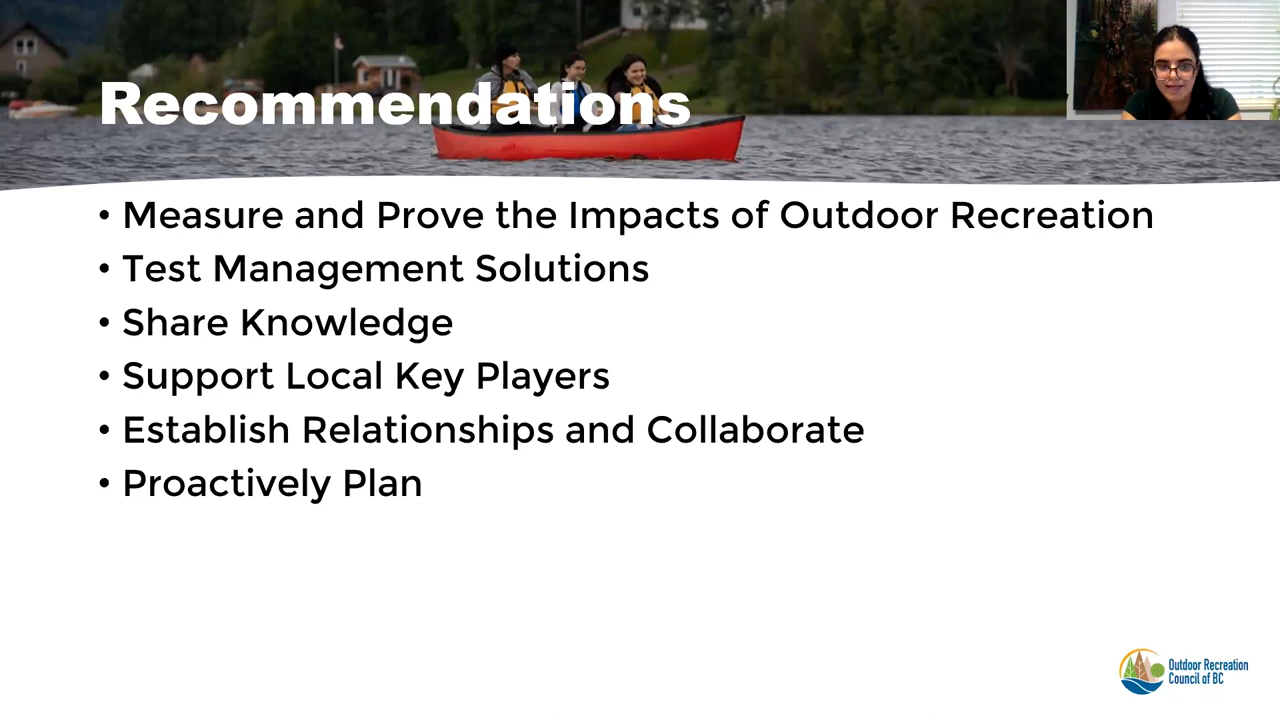 Recommendations
• Measure and Prove the Impacts of Outdoor Recreation
• Test Management Solutions
• Share Knowledge
• Support Local Key Players
• Establish Relationships and Collaborate
• Proactively Plan
Outdoor Recreation
Council of BC